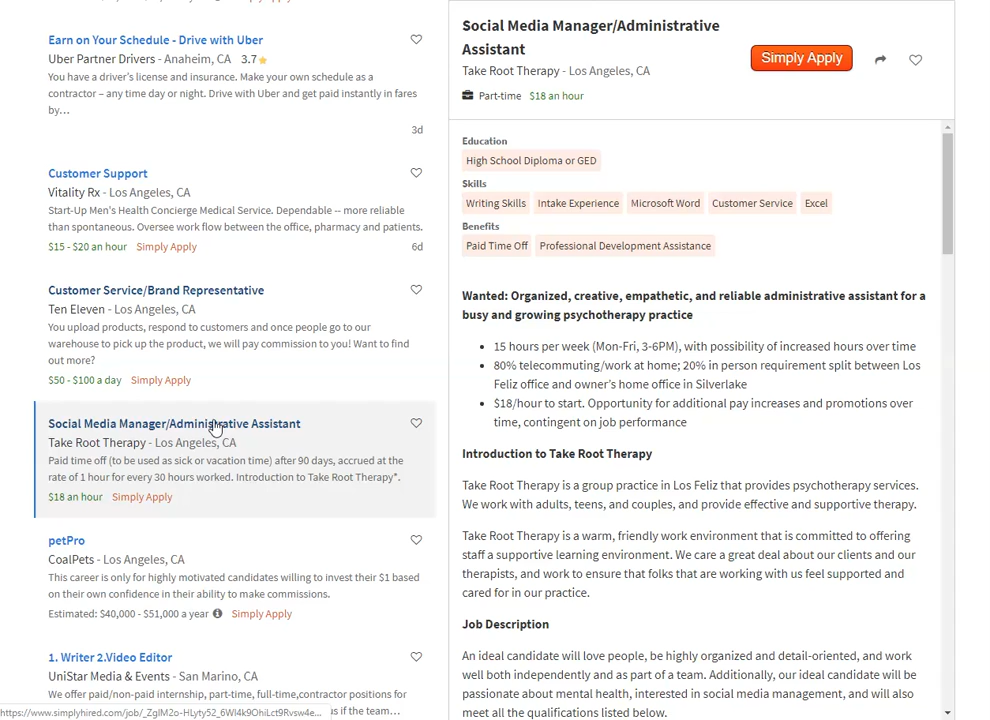 Earn on Your Schedule - Drive with Uber
Uber Partner Drivers - Anaheim, CA 3.7
You have a driver's license and insurance. Make your own schedule as a
contractor – any time day or night. Drive with Uber and get paid instantly in fares
by…
3d
Customer Support
Vitality Rx - Los Angeles, CA
Start-Up Men's Health Concierge Medical Service. Dependable -- more reliable
than spontaneous. Oversee work flow between the office, pharmacy and patients.
$15 - $20 an hour Simply Apply
6d
Customer Service/Brand Representative
Ten Eleven - Los Angeles, CA
You upload products, respond to customers and once people go to our
warehouse to pick up the product, we will pay commission to you! Want to find
out more?
$50 - $100 a day Simply Apply
Social Media Manager/Administrative Assistant
Take Root Therapy - Los Angeles, CA
Paid time off (to be used as sick or vacation time) after 90 days, accrued at the
rate of 1 hour for every 30 hours worked. Introduction to Take Root Therapy*.
$18 an hour Simply Apply
petPro
CoalPets - Los Angeles, CA
This career is only for highly motivated candidates willing to invest their $1 based
on their own confidence in their ability to make commissions.
Estimated: $40,000 - $51,000 a year Simply Apply
1. Writer 2.Video Editor
UniStar Media & Events - San Marino, CA
We offer paid/non-paid internship, part-time, full-time,contractor positions for
s if the team…
Social Media Manager/Administrative
Assistant
Take Root Therapy - Los Angeles, CA
Part-time $18 an hour
Simply Apply
Education
High School Diploma or GED
Skills
Writing Skills Intake Experience Microsoft Word Customer Service Excel
Benefits
Paid Time Off Professional Development Assistance
Wanted: Organized, creative, empathetic, and reliable administrative assistant for a
busy and growing psychotherapy practice
• 15 hours per week (Mon-Fri, 3-6PM), with possibility of increased hours over time
• 80% telecommuting/work at home; 20% in person requirement split between Los
Feliz office and owner's home office in Silverlake
• $18/hour to start. Opportunity for additional pay increases and promotions over
time, contingent on job performance
Introduction to Take Root Therapy
Take Root Therapy is a group practice in Los Feliz that provides psychotherapy services.
We work with adults, teens, and couples, and provide effective and supportive therapy.
Take Root Therapy is a warm, friendly work environment that is committed to offering
staff a supportive learning environment. We care a great deal about our clients and our
therapists, and work to ensure that folks that are working with us feel supported and
cared for in our practice.
Job Description
An ideal candidate will love people, be highly organized and detail-oriented, and work
well both independently and as part of a team. Additionally, our ideal candidate will be
passionate about mental health, interested in social media management, and will also
meet all the qualifications listed below.